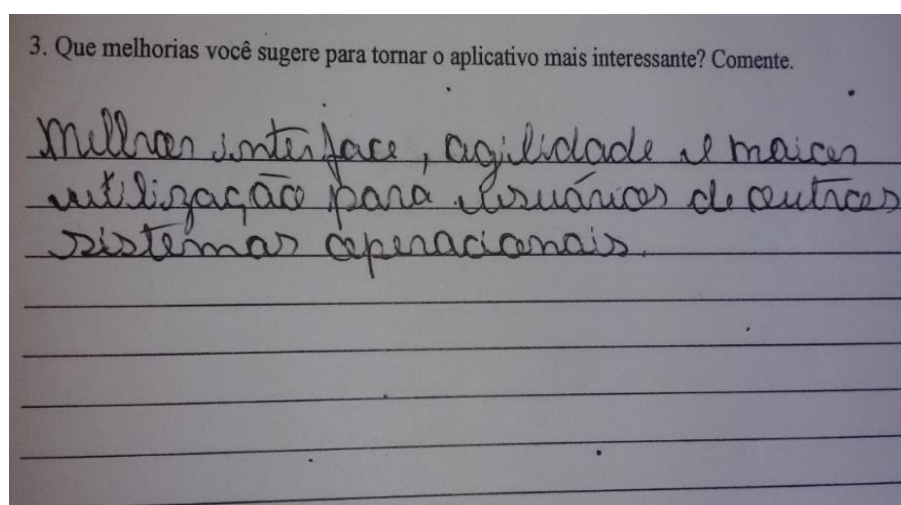 3. Que melhorias você sugere para tornar o aplicativo mais interessante? Comente.
Melhor interface, agilidade e maior
utilização para usuários de outros
sistemas operacionais.